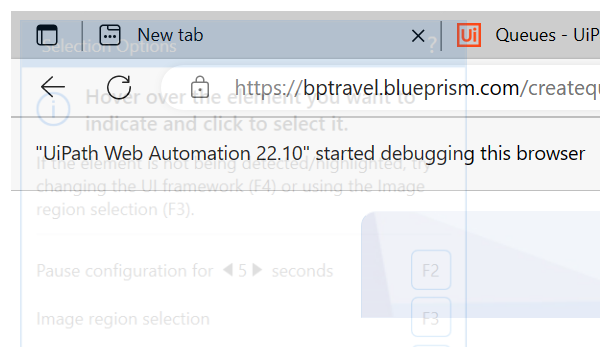 New tab
Queues - UiP
Selection Options
?
https://bptravel.blueprism.com/createqu
Hover over the element you want to
indicate and click to select it.
"UiPath Web Automation 22.10" started debugging this browser
If the element is not being detected/highlighted, try
changing the UI framework (F4) or using the Image
region selection (F3).
Pause configuration for 5 seconds
F2
Image region selection
F3